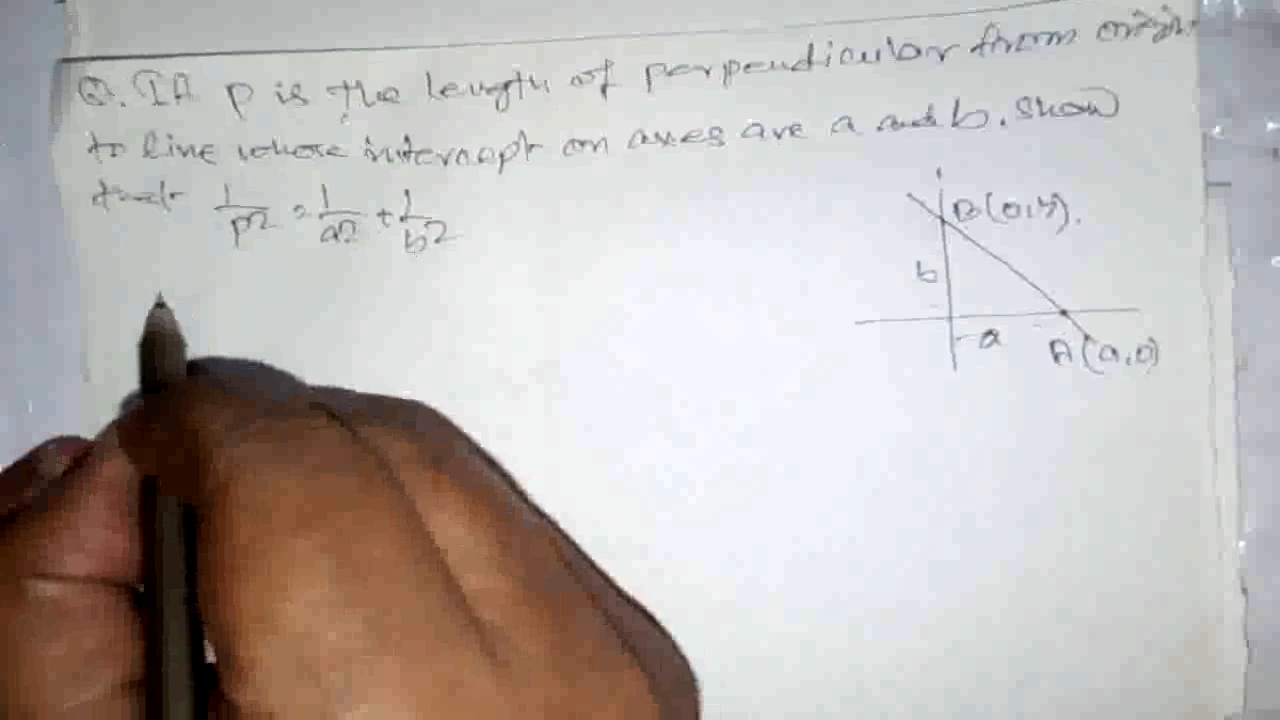 Q. If p is the length of perpendicular from origin
to line whose intercept on axes are a and b. show
that 1/p2 = 1/a2 + 1/b2
B(0,b).
b
a
A(a,0)